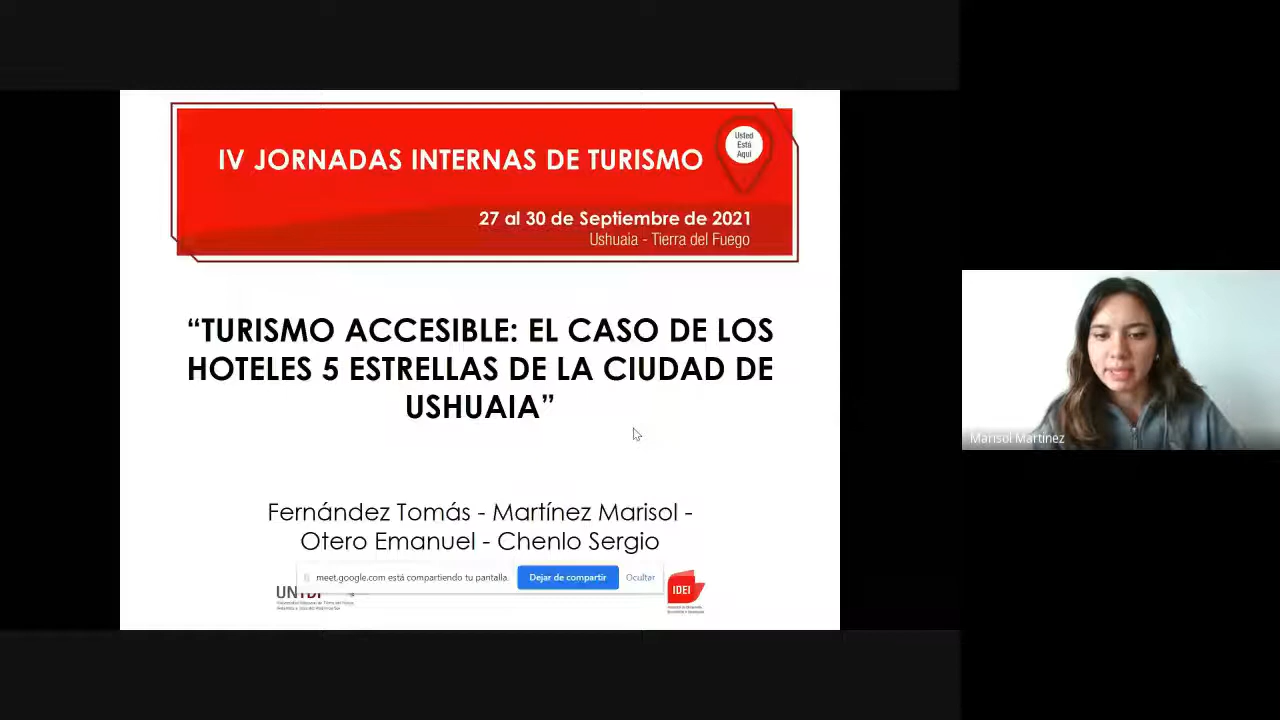 IV JORNADAS INTERNAS DE TURISMO
Usted
Está
Aquí
27 al 30 de Septiembre de 2021
Ushuaia - Tierra del Fuego
“TURISMO ACCESIBLE: EL CASO DE LOS
HOTELES 5 ESTRELLAS DE LA CIUDAD DE
USHUAIA”
Marisol Martinez
Fernández Tomás - Martínez Marisol -
Otero Emanuel - Chenlo Sergio
meet.google.com está compartiendo tu pantalla.
Dejar de compartir
Ocultar
IDEI